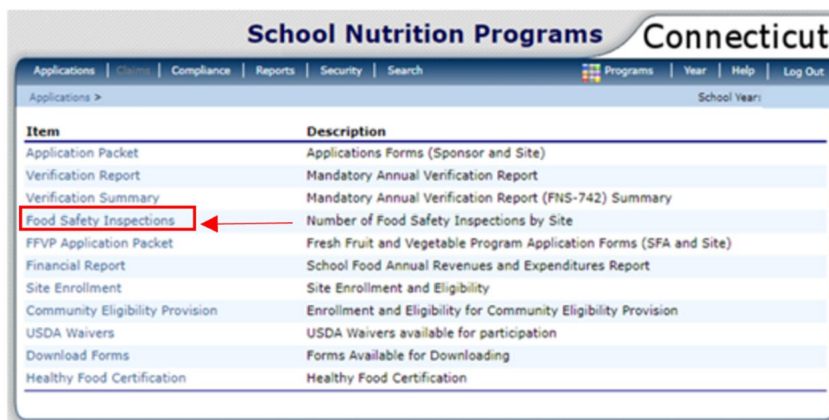 School Nutrition Programs Connecticut
Applications | Claims | Compliance | Reports | Security | Search Programs | Year | Help | Log Out
Applications > School Year:
Item Description
Application Packet Applications Forms (Sponsor and Site)
Verification Report Mandatory Annual Verification Report
Verification Summary Mandatory Annual Verification Report (FNS-742) Summary
Food Safety Inspections Number of Food Safety Inspections by Site
FFVP Application Packet Fresh Fruit and Vegetable Program Application Forms (SFA and Site)
Financial Report School Food Annual Revenues and Expenditures Report
Site Enrollment Site Enrollment and Eligibility
Community Eligibility Provision Enrollment and Eligibility for Community Eligibility Provision
USDA Waivers USDA Waivers available for participation
Download Forms Forms Available for Downloading
Healthy Food Certification Healthy Food Certification